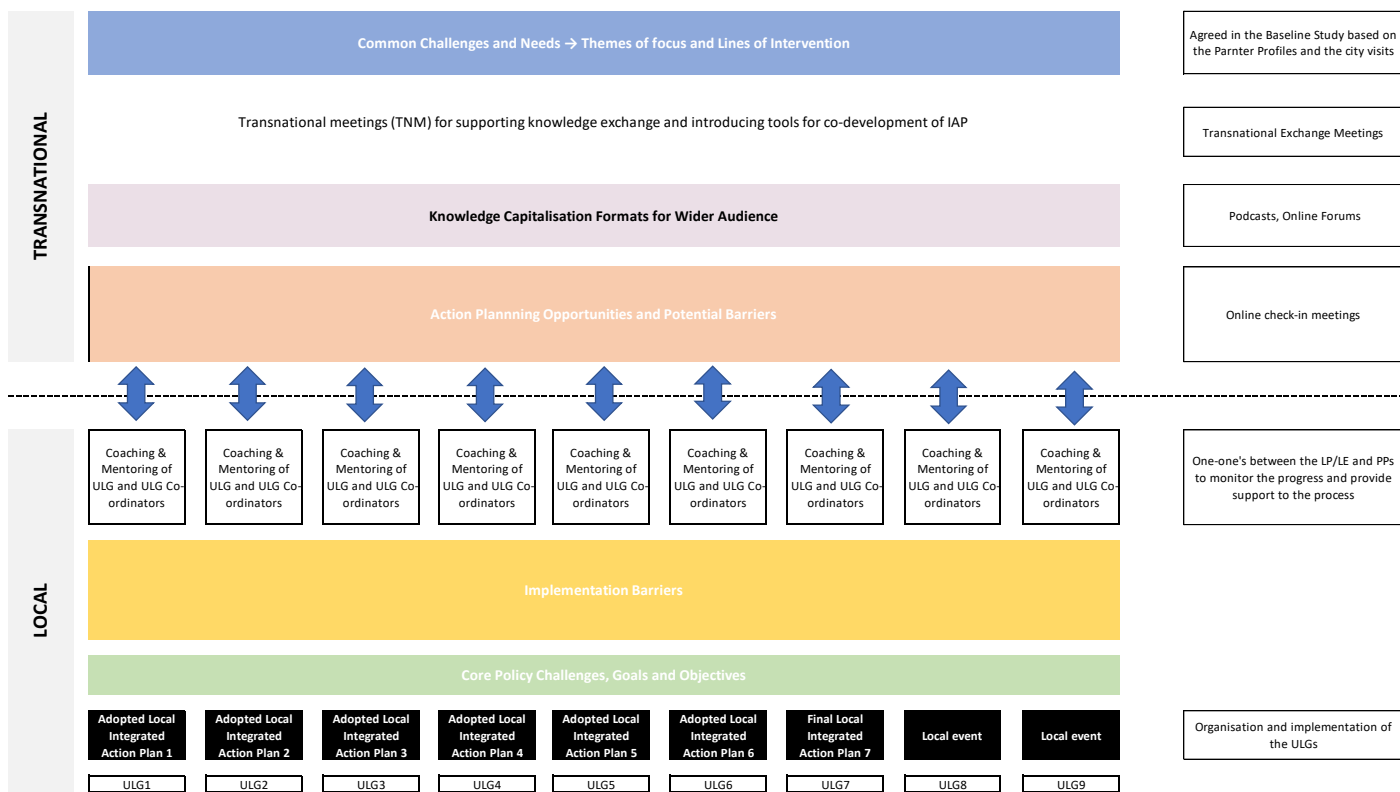 TRANSNATIONAL
Common Challenges and Needs → Themes of focus and Lines of Intervention
Agreed in the Baseline Study based on
the Parnter Profiles and the city visits
Transnational meetings (TNM) for supporting knowledge exchange and introducing tools for co-development of IAP
Transnational Exchange Meetings
Knowledge Capitalisation Formats for Wider Audience
Podcasts, Online Forums
Action Plannning Opportunities and Potential Barriers
Online check-in meetings
LOCAL
Coaching &
Mentoring of
ULG and ULG Co-
ordinators
Coaching &
Mentoring of
ULG and ULG Co-
ordinators
Coaching &
Mentoring of
ULG and ULG Co-
ordinators
Coaching &
Mentoring of
ULG and ULG Co-
ordinators
Coaching &
Mentoring of
ULG and ULG Co-
ordinators
Coaching &
Mentoring of
ULG and ULG Co-
ordinators
Coaching &
Mentoring of
ULG and ULG Co-
ordinators
Coaching &
Mentoring of
ULG and ULG Co-
ordinators
Coaching &
Mentoring of
ULG and ULG Co-
ordinators
One-one's between the LP/LE and PPs
to monitor the progress and provide
support to the process
Implementation Barriers
Core Policy Challenges, Goals and Objectives
Adopted Local
Integrated
Action Plan 1
Adopted Local
Integrated
Action Plan 2
Adopted Local
Integrated
Action Plan 3
Adopted Local
Integrated
Action Plan 4
Adopted Local
Integrated
Action Plan 5
Adopted Local
Integrated
Action Plan 6
Final Local
Integrated
Action Plan 7
Local event
Local event
Organisation and implementation of
the ULGs
ULG1
ULG2
ULG3
ULG4
ULG5
ULG6
ULG7
ULG8
ULG9